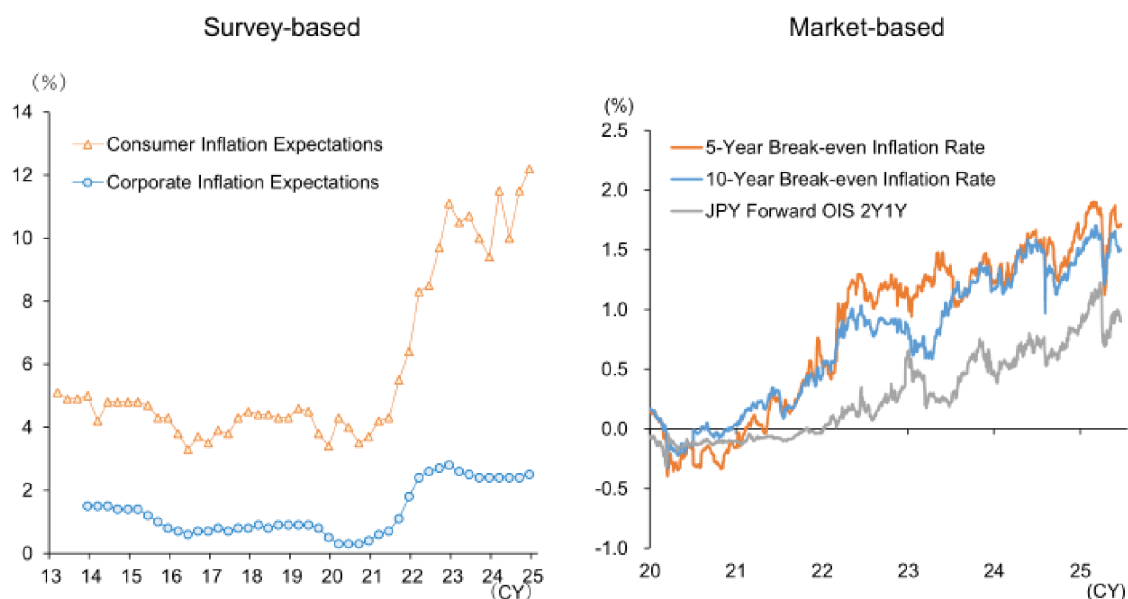 Survey-based
(%)
14
12
10
8
6
4
2
0
Consumer Inflation Expectations
Corporate Inflation Expectations
13 14 15 16 17 18 19 20 21 22 23 24 25
(CY)
Market-based
(%)
2.5
2.0
1.5
1.0
0.5
0.0
-0.5
-1.0
5-Year Break-even Inflation Rate
10-Year Break-even Inflation Rate
JPY Forward OIS 2Y1Y
20 21 22 23 24 25
(CY)